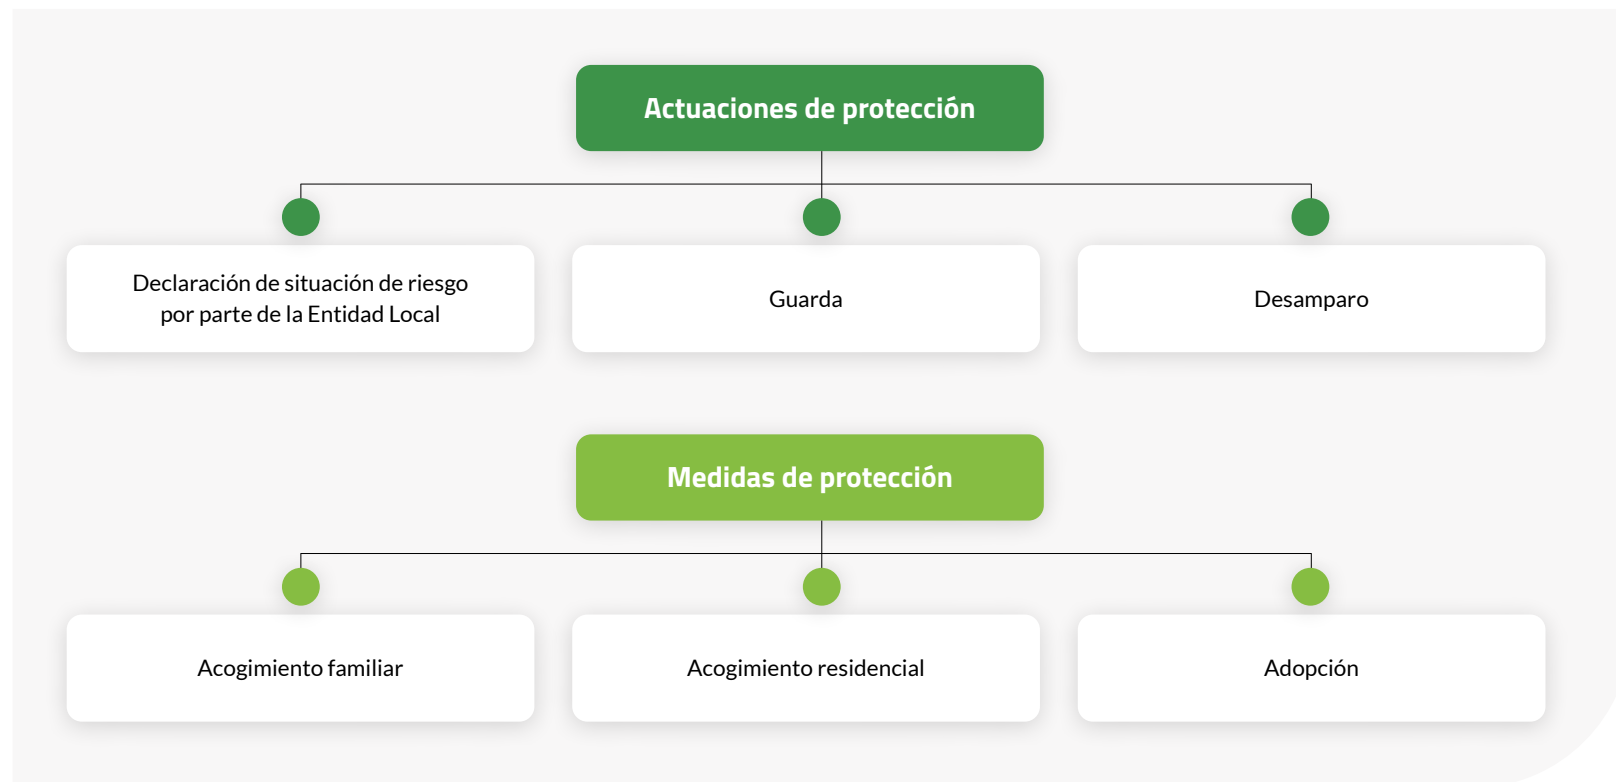 Actuaciones de protección
Declaración de situación de riesgo
por parte de la Entidad Local
Guarda
Desamparo
Medidas de protección
Acogimiento familiar
Acogimiento residencial
Adopción